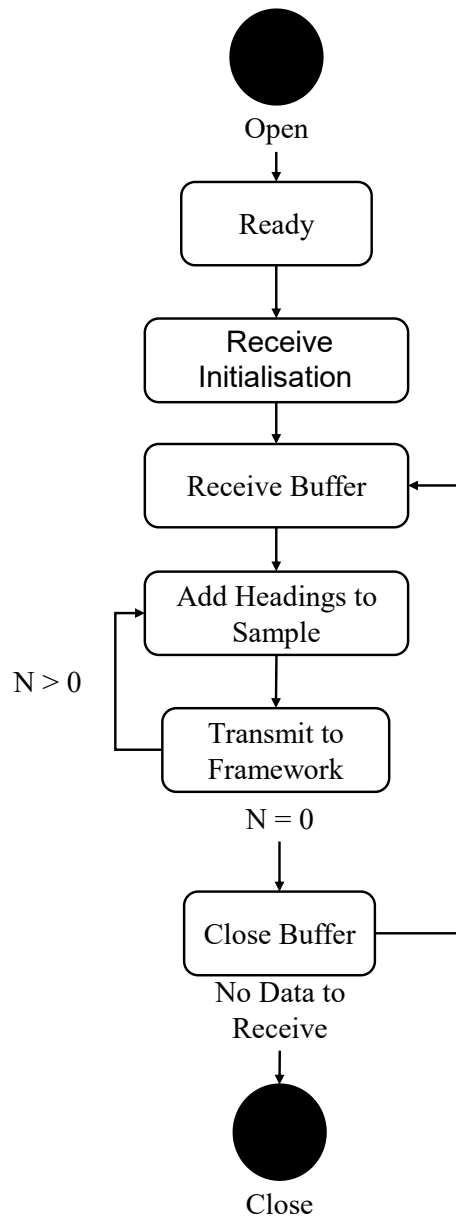 Open
Ready
Receive
Initialisation
Receive Buffer
Add Headings to
Sample
N > 0
Transmit to
Framework
N = 0
Close Buffer
No Data to
Receive
Close